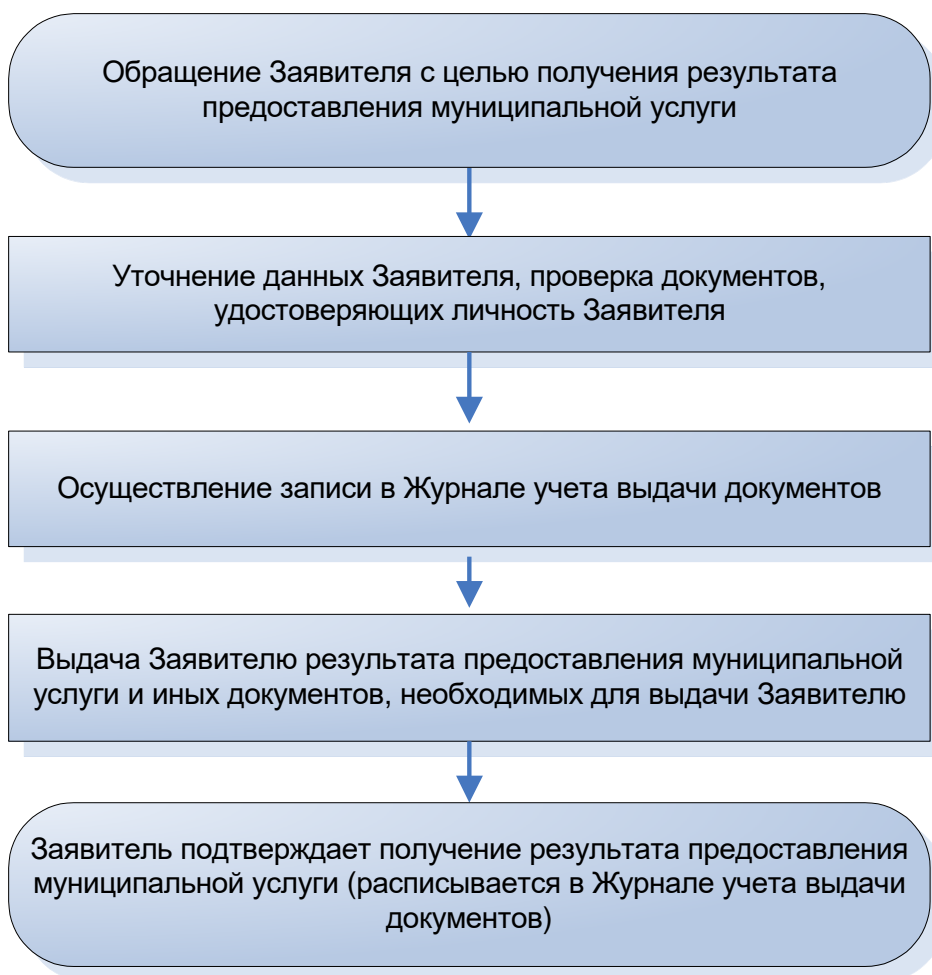 Обращение Заявителя с целью получения результата
предоставления муниципальной услуги
Уточнение данных Заявителя, проверка документов,
удостоверяющих личность Заявителя
Осуществление записи в Журнале учета выдачи документов
Выдача Заявителю результата предоставления муниципальной
услуги и иных документов, необходимых для выдачи Заявителю
Заявитель подтверждает получение результата предоставления
муниципальной услуги (расписывается в Журнале учета выдачи
документов)